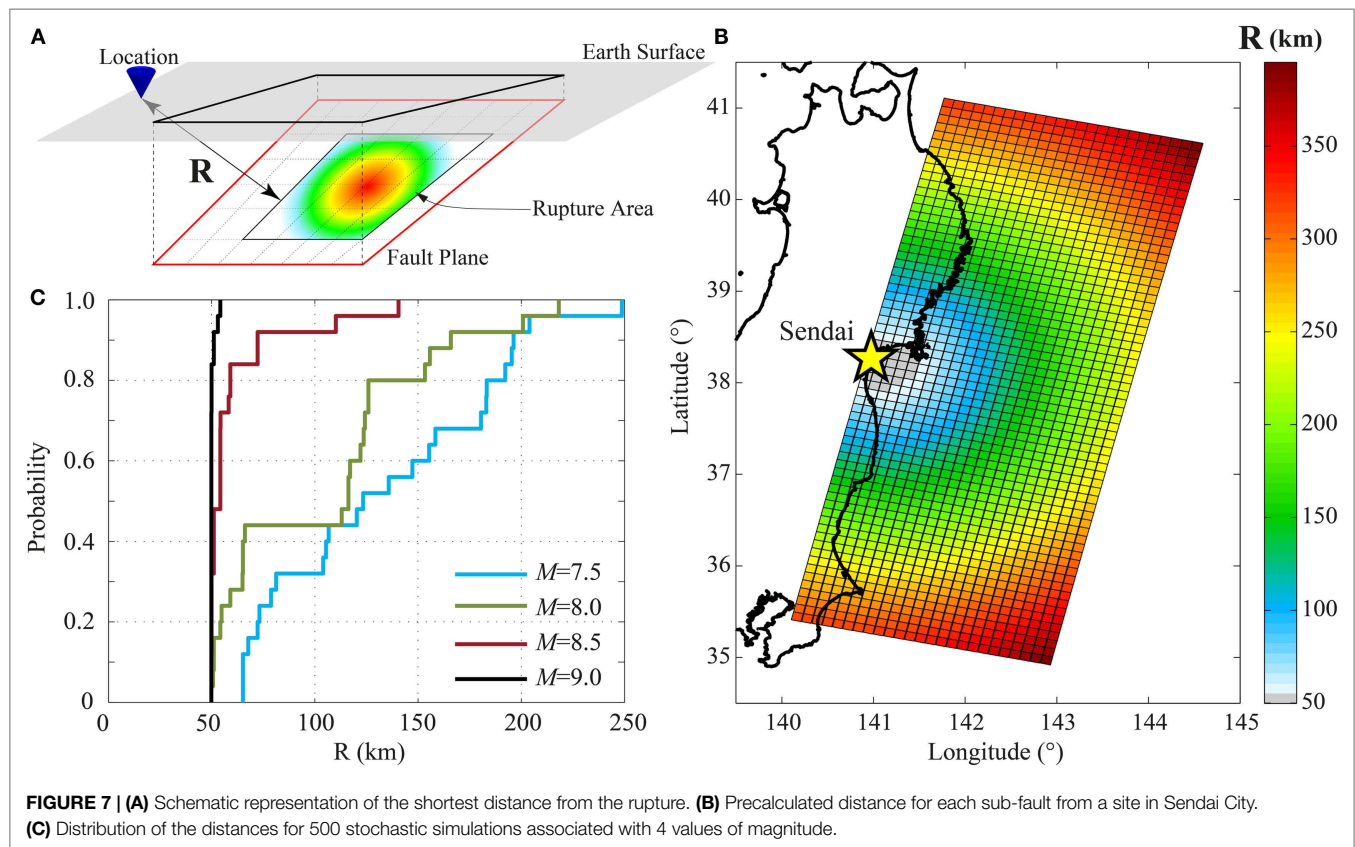 A
Location
Earth Surface
R
Rupture Area
Fault Plane
B
R (km)
41
40
39
38
37
36
35
Latitude (°)
Sendai
140
141
142
143
144
145
Longitude (°)
350
300
250
200
150
100
50
C
1.0
0.8
0.6
0.4
0.2
0
Probability
M=7.5
M=8.0
M=8.5
M=9.0
0
50
100
150
200
250
R (km)
FIGURE 7 | (A) Schematic representation of the shortest distance from the rupture. (B) Precalculated distance for each sub-fault from a site in Sendai City.
(C) Distribution of the distances for 500 stochastic simulations associated with 4 values of magnitude.